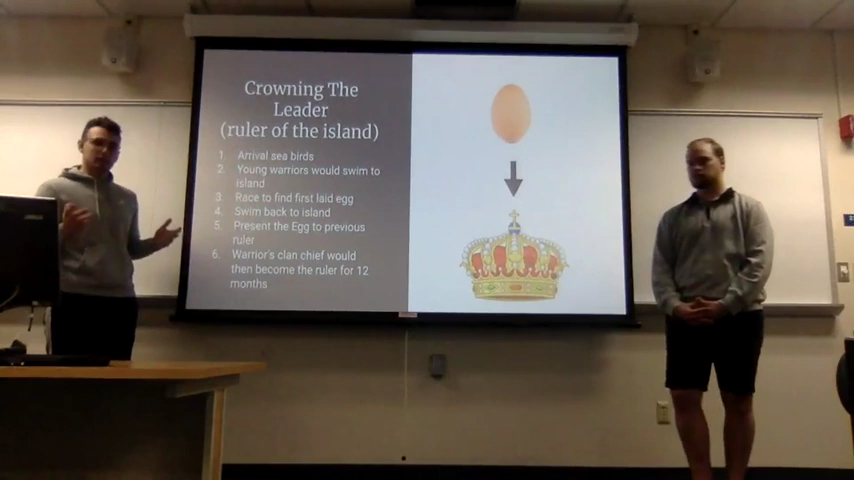 Crowning The
Leader
(ruler of the island)
1. Arrival sea birds
2. Young warriors would swim to
island
3. Race to find first laid egg
4. Swim back to island
5. Present the Egg to previous
ruler
6. Warrior's clan chief would
then become the ruler for 12
months